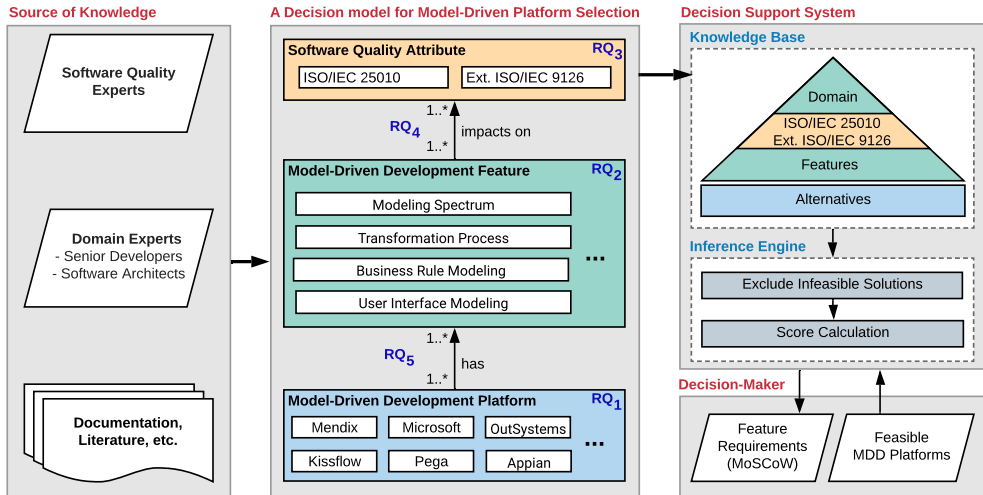 Source of Knowledge
Software Quality
Experts
Domain Experts
- Senior Developers
- Software Architects
Documentation,
Literature, etc.
A Decision model for Model-Driven Platform Selection
Software Quality Attribute
RQ3
ISO/IEC 25010
Ext. ISO/IEC 9126
1..*
RQ4
impacts on
1..*
Model-Driven Development Feature
RQ2
Modeling Spectrum
Transformation Process
Business Rule Modeling
User Interface Modeling
...
1..*
RQ5
has
1..*
Model-Driven Development Platform
RQ1
Mendix
Microsoft
OutSystems
Kissflow
Pega
Appian
...
Decision Support System
Knowledge Base
Domain
ISO/IEC 25010
Ext. ISO/IEC 9126
Features
Alternatives
Inference Engine
Exclude Infeasible Solutions
Score Calculation
Decision-Maker
Feature
Requirements
(MoSCoW)
Feasible
MDD Platforms